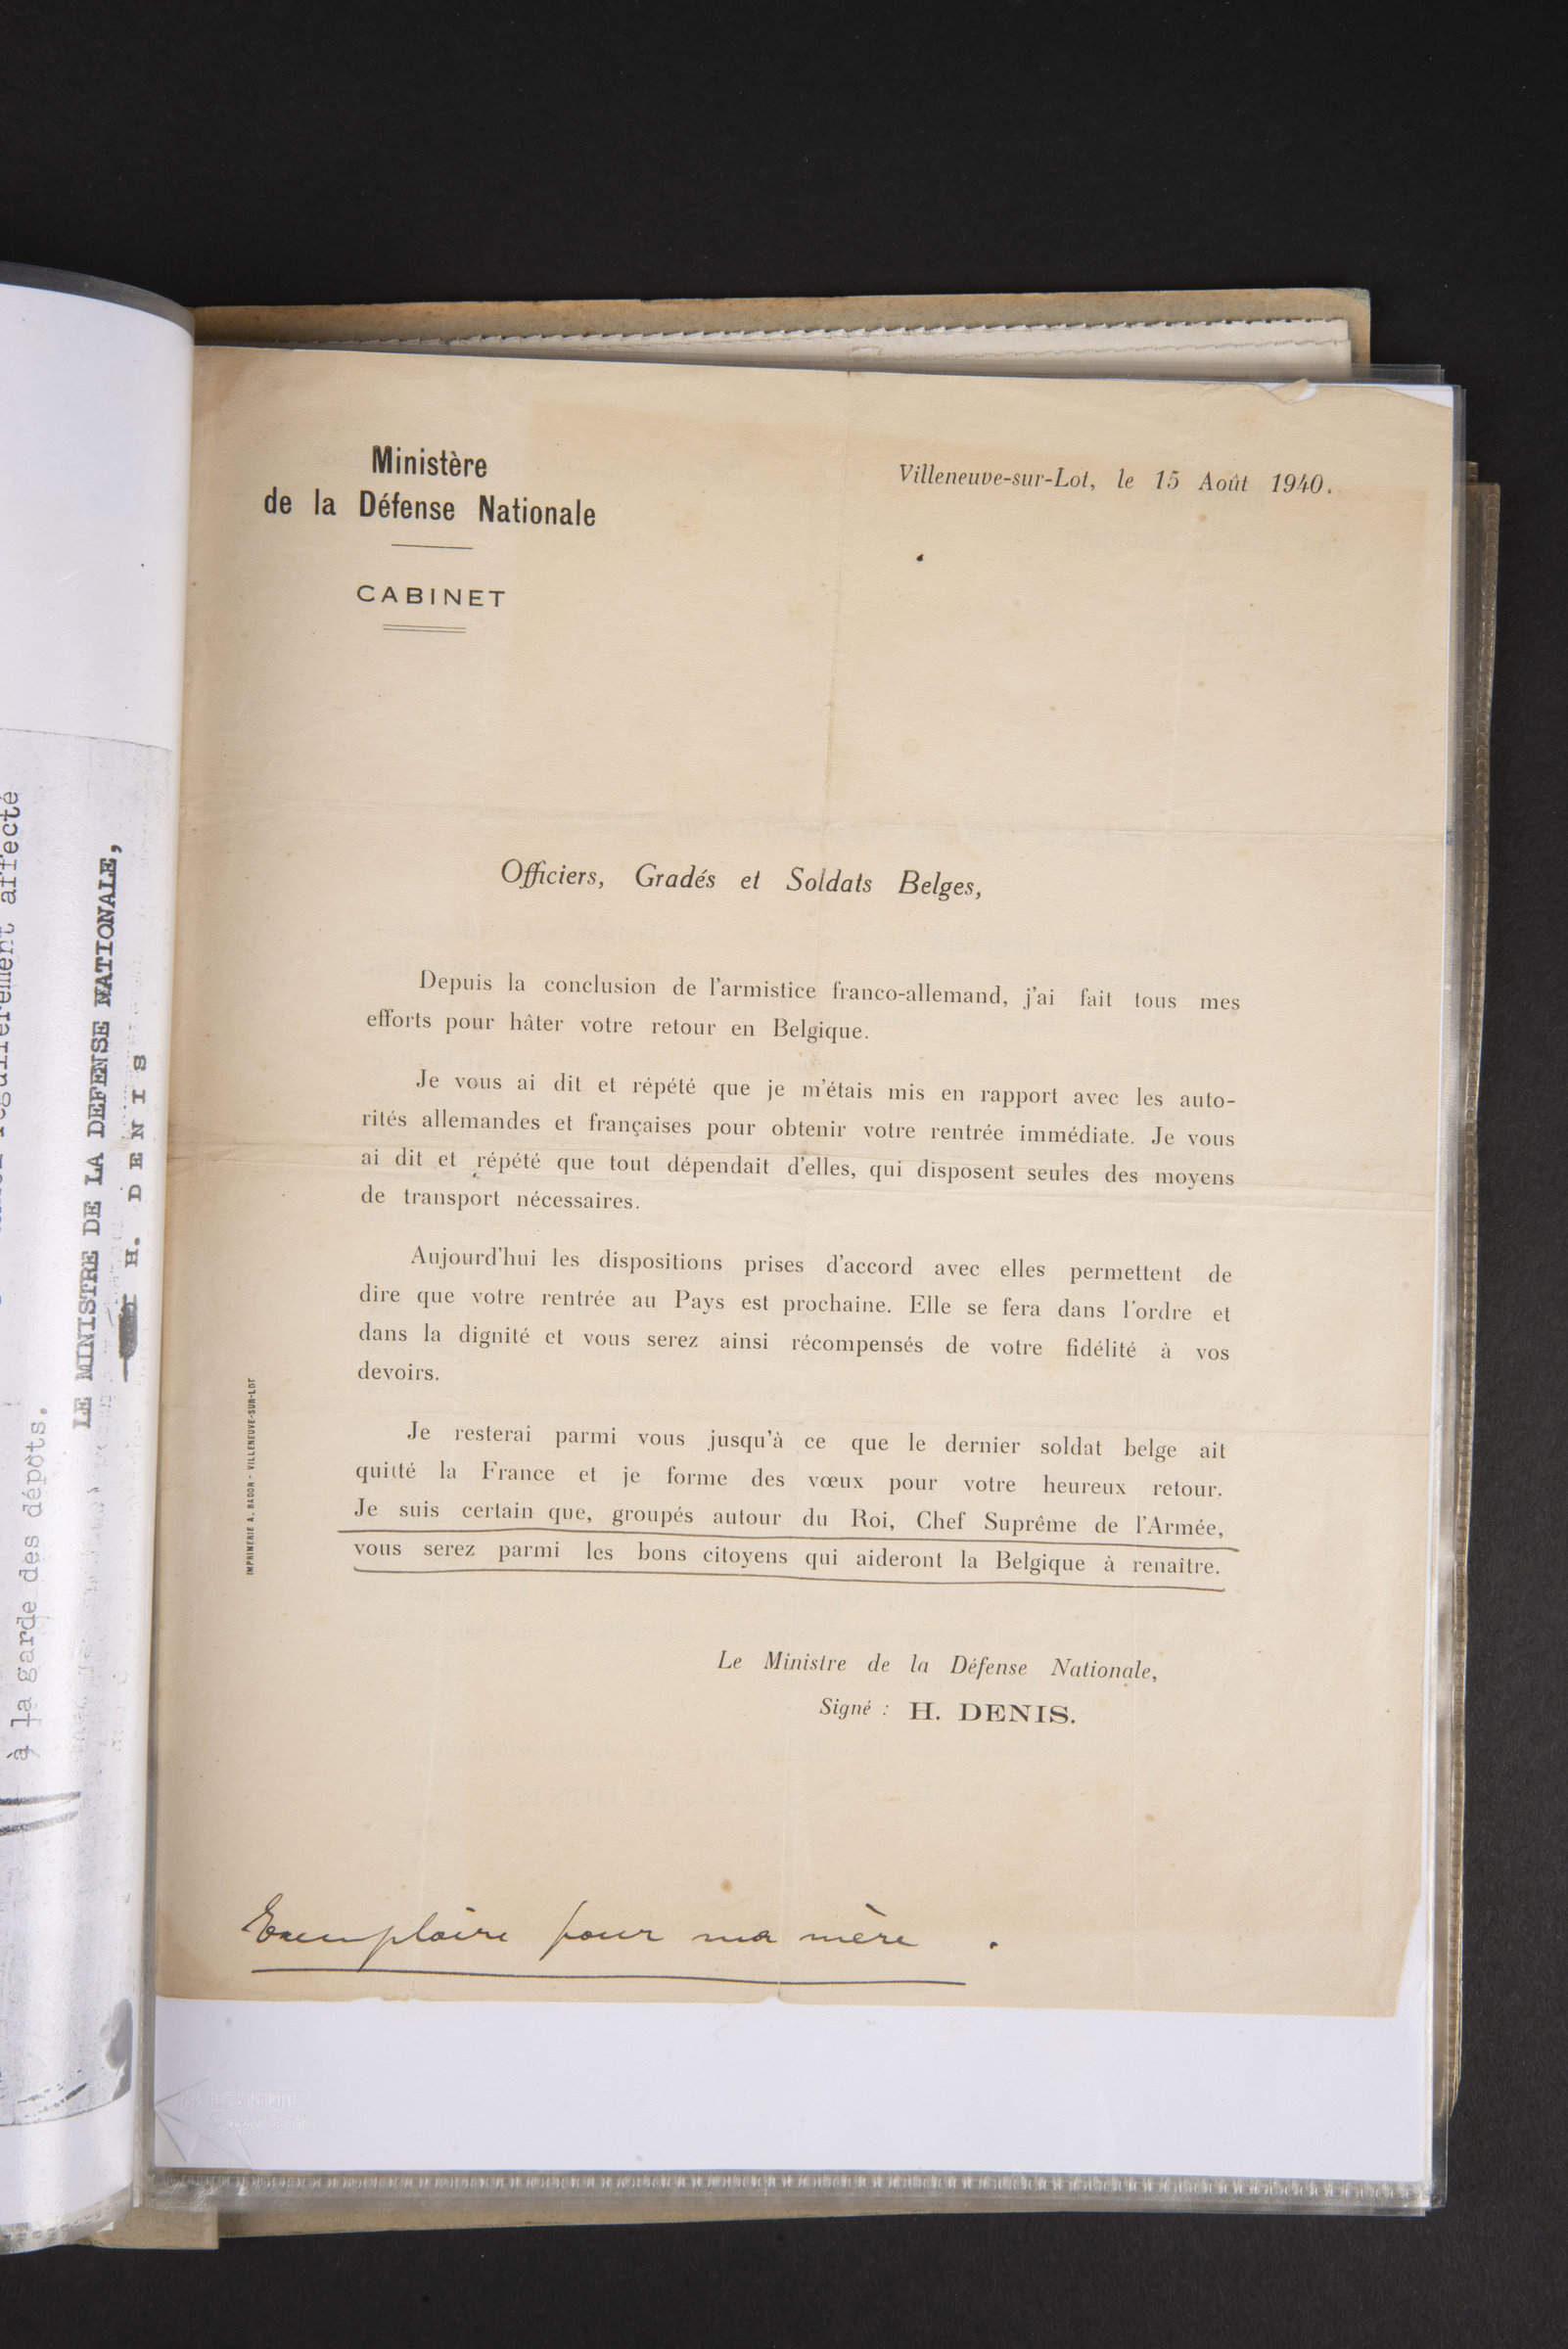 Ministère
de la Défense Nationale
CABINET
Villeneuve-sur-Lot, le 15 Août 1940.
Officiers, Gradés et Soldats Belges,
Depuis la conclusion de l'armistice franco-allemand, j'ai fait tous mes
efforts pour hâter votre retour en Belgique.
Je vous ai dit et répété que je m'étais mis en rapport avec les auto-
rités allemandes et françaises pour obtenir votre rentrée immédiate. Je vous
ai dit et répété que tout dépendait d'elles, qui disposent seules des moyens
de transport nécessaires.
Aujourd'hui les dispositions prises d'accord avec elles permettent de
dire que votre rentrée au Pays est prochaine. Elle se fera dans l'ordre et
dans la dignité et vous serez ainsi récompensés de votre fidélité à vos
devoirs.
Je resterai parmi vous jusqu'à ce que le dernier soldat belge ait
quitté la France et je forme des vœux pour votre heureux retour.
Je suis certain que, groupés autour du Roi, Chef Suprême de l'Armée,
vous serez parmi les bons citoyens qui aideront la Belgique à renaître.
Le Ministre de la Défense Nationale,
Signé : H. DENIS.
IMPRIMERIE A. BADOR - VILLENEUVE-SUR-LOT
Exemplaire pour ma mère .
affecté
à la garde des dépôts.
LE MINISTRE DE LA DEFENSE NATIONALE,
H. DENIS